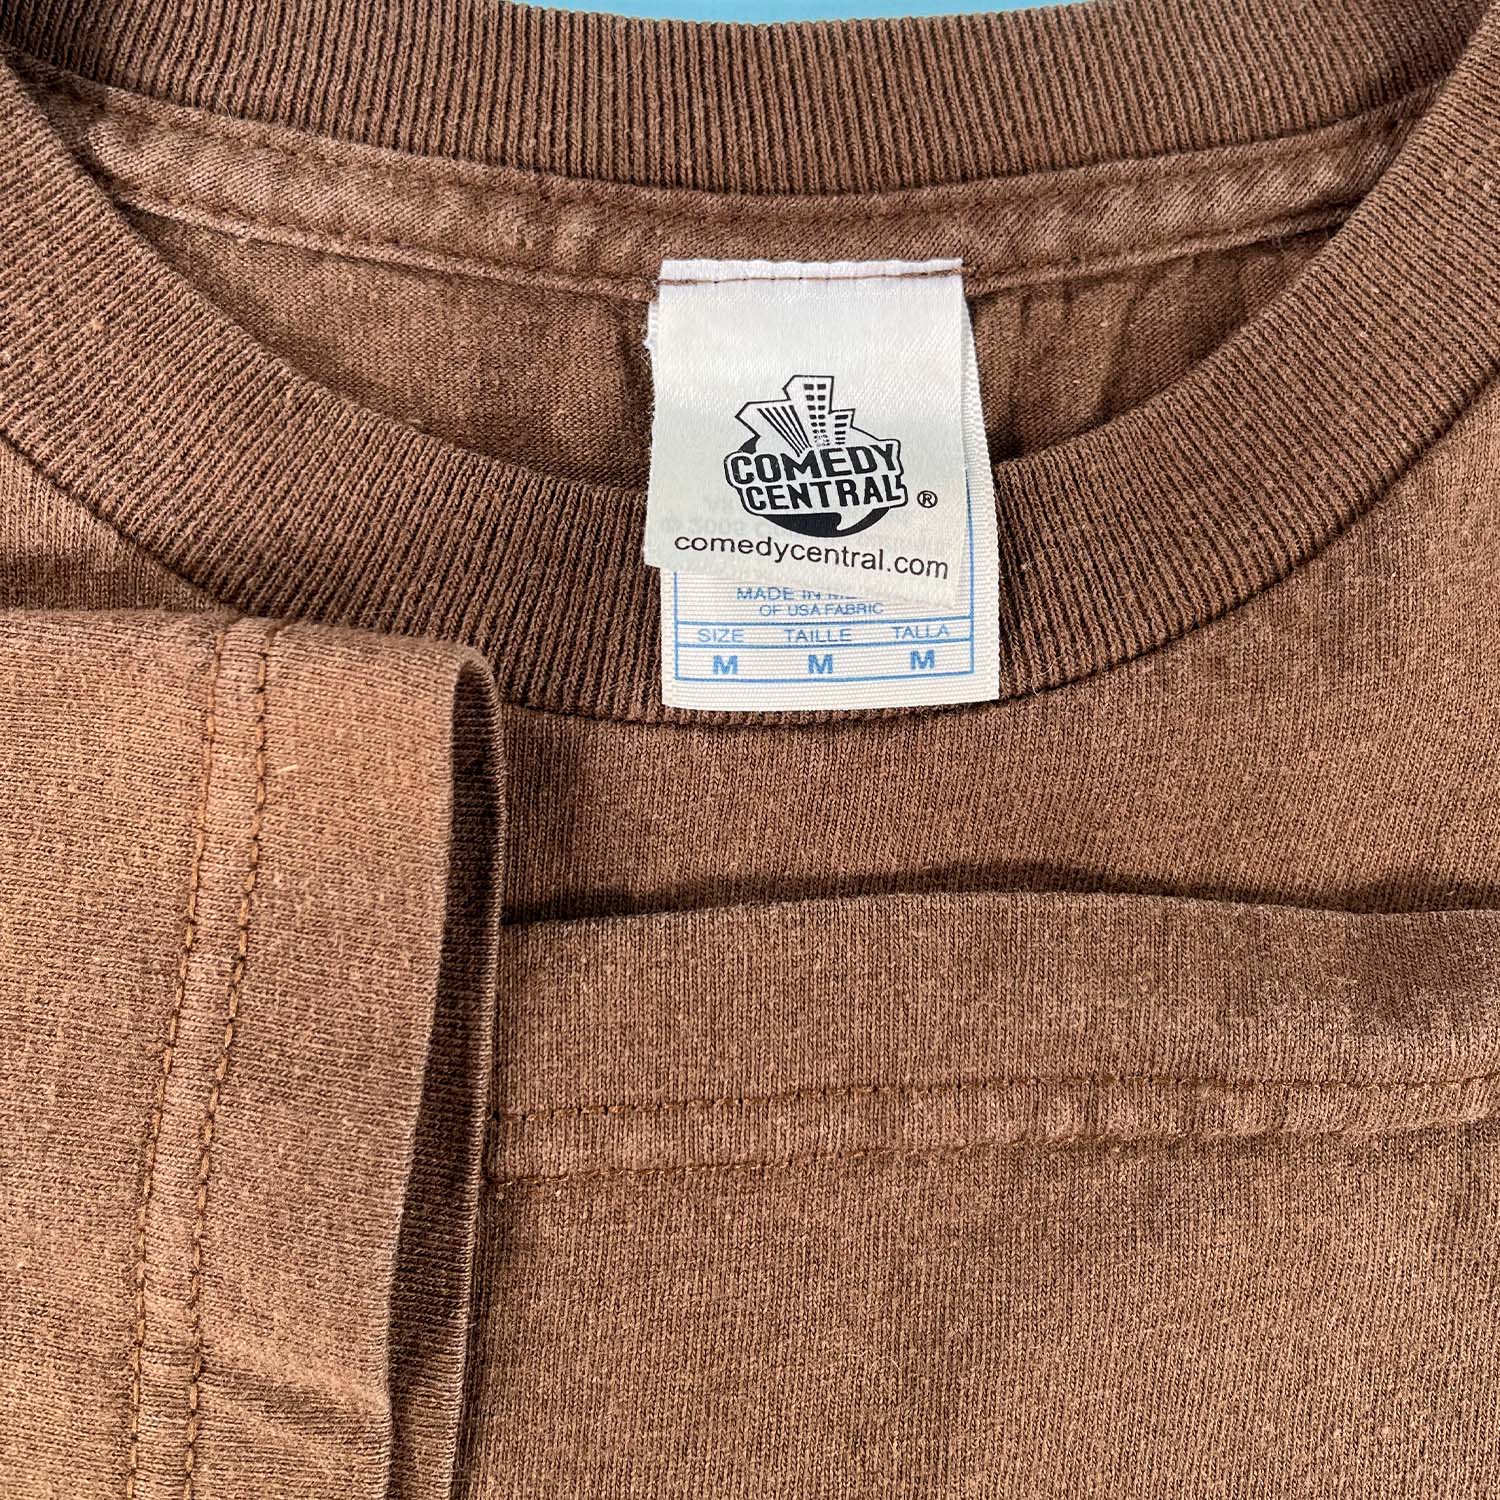 COMEDY
CENTRAL ®
comedycentral.com
MADE IN
OF USA FABRIC
SIZE TAILLE TALLA
M M M